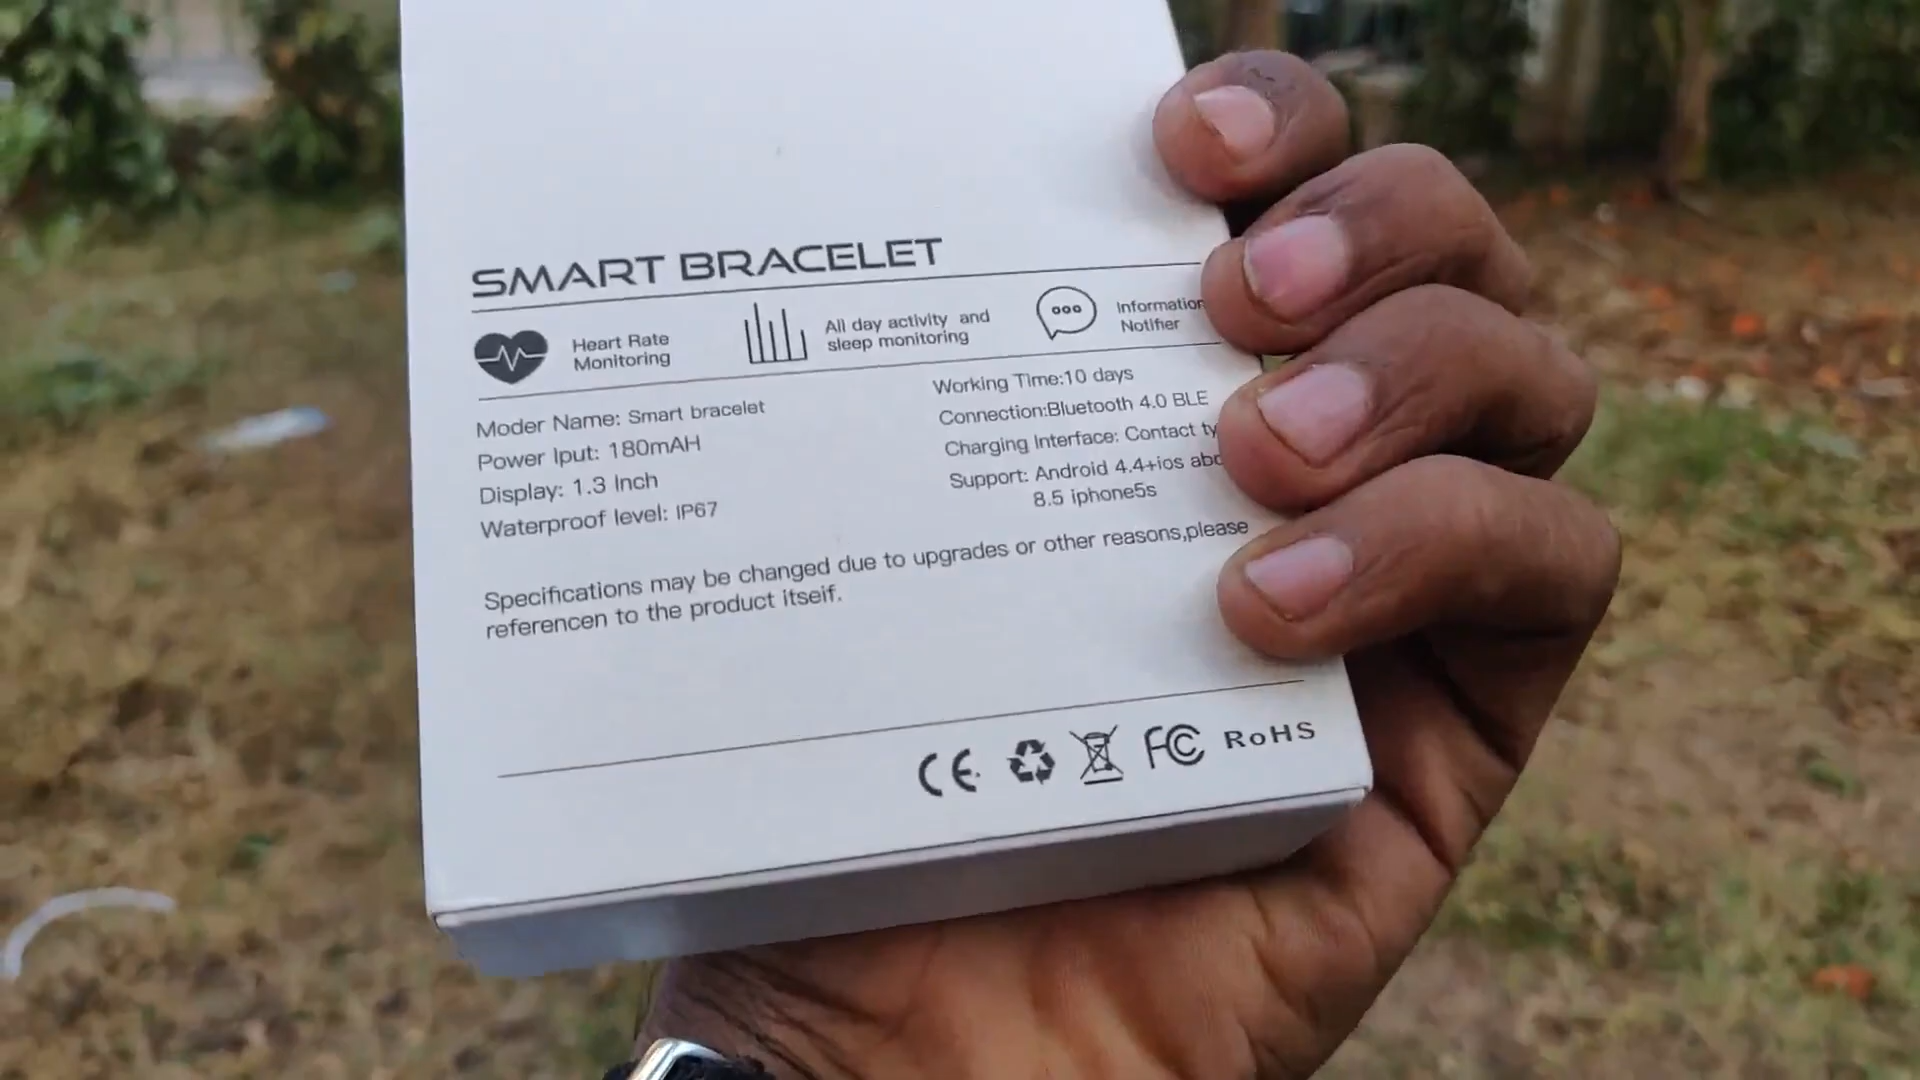 SMART BRACELET
Heart Rate
Monitoring
All day activity and
sleep monitoring
Information
Notifier
Moder Name: Smart bracelet
Power Iput: 180mAH
Display: 1.3 Inch
Waterproof level: IP67
Working Time:10 days
Connection:Bluetooth 4.0 BLE
Charging Interface: Contact
Support: Android 4.4+ios
8.5 iphone5s
Specifications may be changed due to upgrades or other reasons,please
referencen to the product itseif.
CE FC RoHS